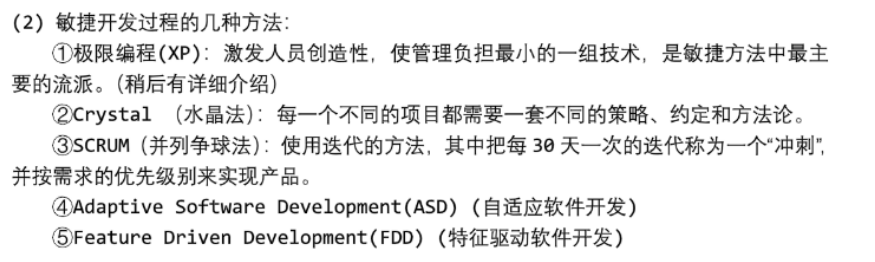 (2) 敏捷开发过程的几种方法:
①极限编程(XP): 激发人员创造性, 使管理负担最小的一组技术, 是敏捷方法中最主
要的流派。(稍后有详细介绍)
②Crystal (水晶法): 每一个不同的项目都需要一套不同的策略、约定和方法论。
③SCRUM (并列争球法): 使用迭代的方法, 其中把每 30 天一次的迭代称为一个“冲刺”,
并按需求的优先级别来实现产品。
④Adaptive Software Development(ASD) (自适应软件开发)
⑤Feature Driven Development(FDD) (特征驱动软件开发)